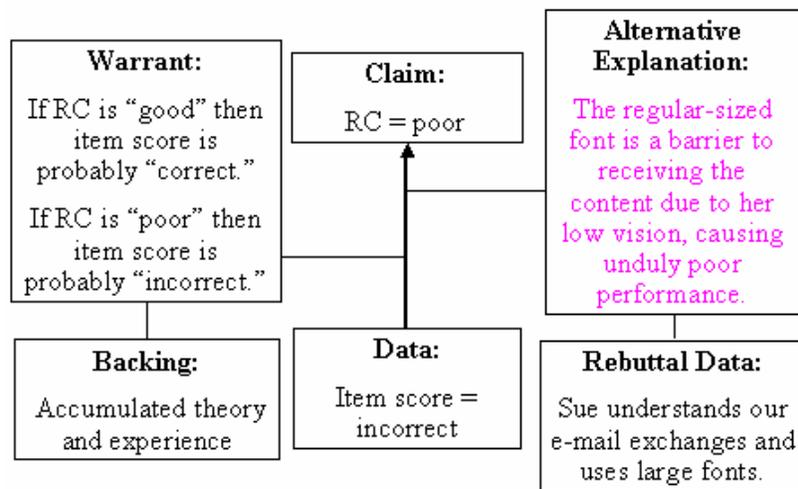 Warrant:
If RC is “good” then
item score is
probably “correct.”
If RC is “poor” then
item score is
probably “incorrect.”
Claim:
RC = poor
Alternative
Explanation:
The regular-sized
font is a barrier to
receiving the
content due to her
low vision, causing
unduly poor
performance.
Backing:
Accumulated theory
and experience
Data:
Item score =
incorrect
Rebuttal Data:
Sue understands our
e-mail exchanges and
uses large fonts.